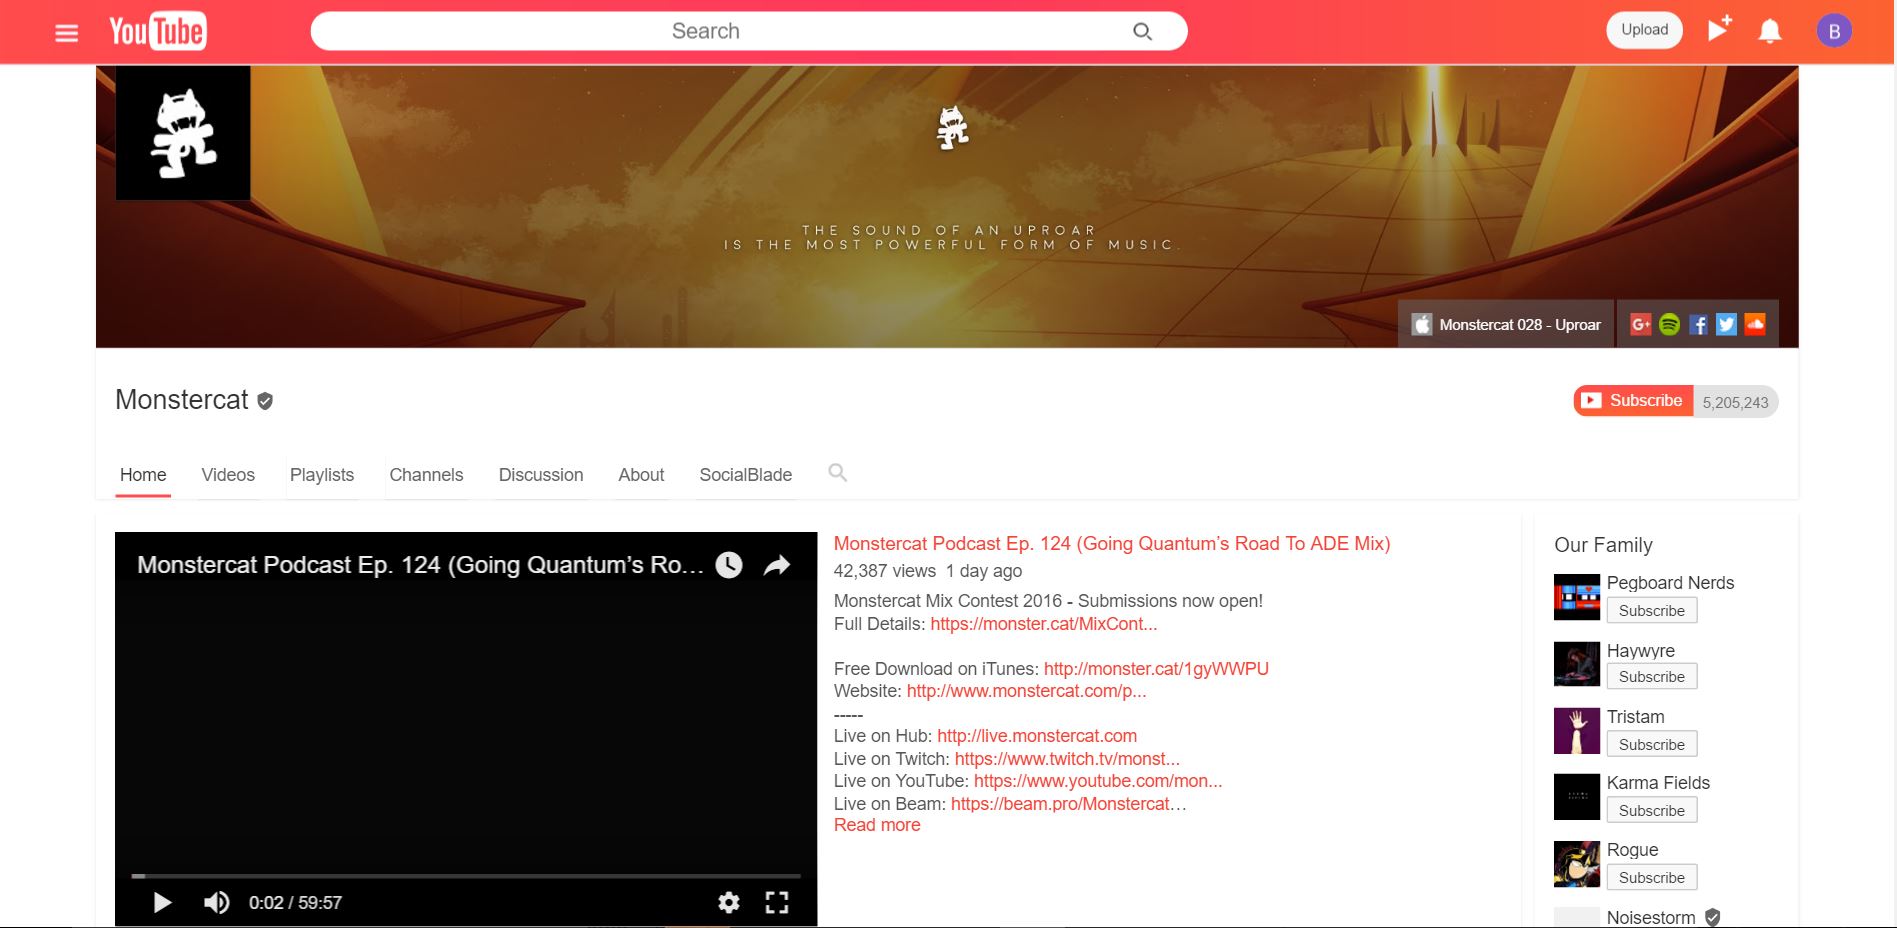 YouTube
Search
Upload
B
THE SOUND OF AN UPROAR
IS THE MOST POWERFUL FORM OF MUSIC.
Monstercat 028 - Uproar
G+
Monstercat
Subscribe 5,205,243
Home Videos Playlists Channels Discussion About SocialBlade
Monstercat Podcast Ep. 124 (Going Quantum’s Ro...
0:02 / 59:57
Monstercat Podcast Ep. 124 (Going Quantum’s Road To ADE Mix)
42,387 views 1 day ago
Monstercat Mix Contest 2016 - Submissions now open!
Full Details: https://monster.cat/MixCont...
Free Download on iTunes: http://monster.cat/1gyWWPU
Website: http://www.monstercat.com/p...
-----
Live on Hub: http://live.monstercat.com
Live on Twitch: https://www.twitch.tv/monst...
Live on YouTube: https://www.youtube.com/mon...
Live on Beam: https://beam.pro/Monstercat…
Read more
Our Family
Pegboard Nerds
Subscribe
Haywyre
Subscribe
Tristam
Subscribe
Karma Fields
Subscribe
Rogue
Subscribe
Noisestorm